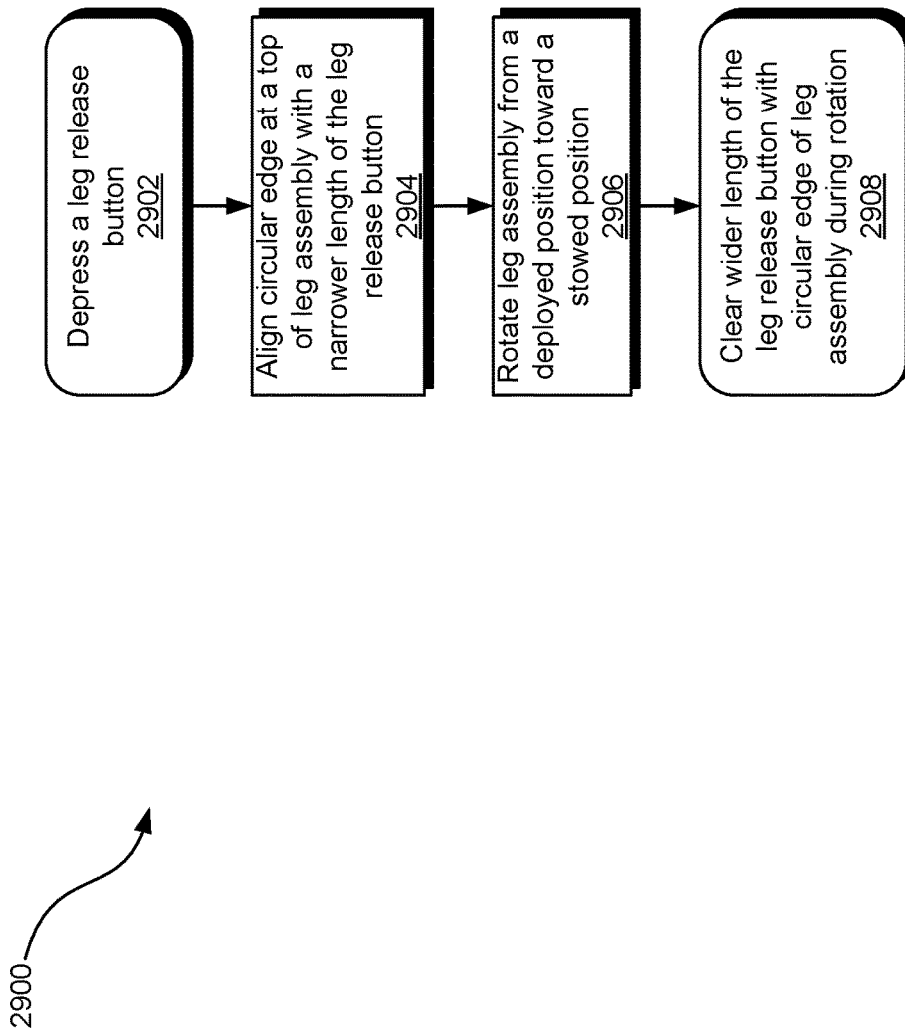 2900
Depress a leg release
button
2902
Align circular edge at a top
of leg assembly with a
narrower length of the leg
release button
2904
Rotate leg assembly from a
deployed position toward a
stowed position
2906
Clear wider length of the
leg release button with
circular edge of leg
assembly during rotation
2908